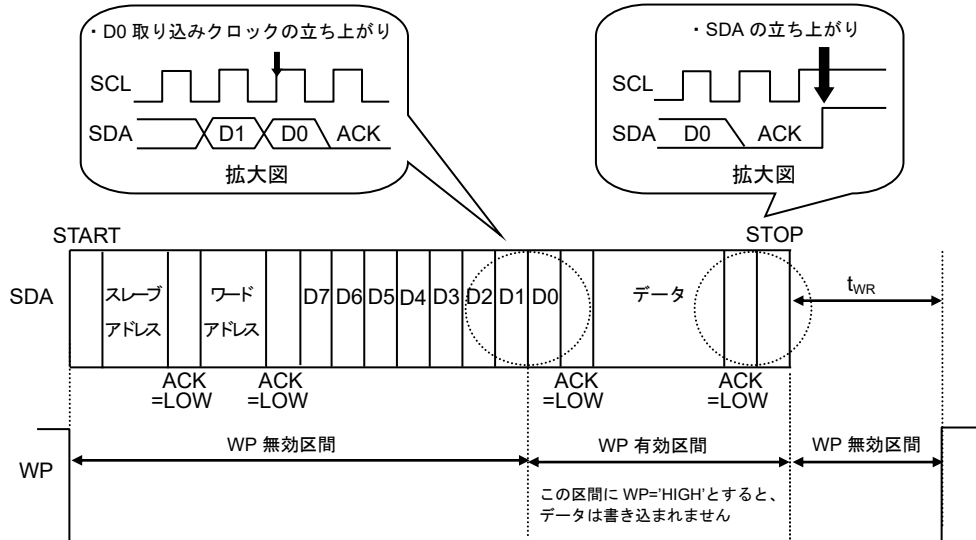 ・D0 取り込みクロックの立ち上がり
SCL
SDA D1 D0 ACK
拡大図
・SDA の立ち上がり
SCL
SDA D0 ACK
拡大図
START
STOP
SDA
スレーブ
アドレス
ワード
アドレス
D7 D6 D5 D4 D3 D2 D1 D0
データ
tWR
ACK
=LOW
ACK
=LOW
ACK
=LOW
ACK
=LOW
WP
WP 無効区間
WP 有効区間
WP 無効区間
この区間に WP='HIGH'とすると、
データは書き込まれません